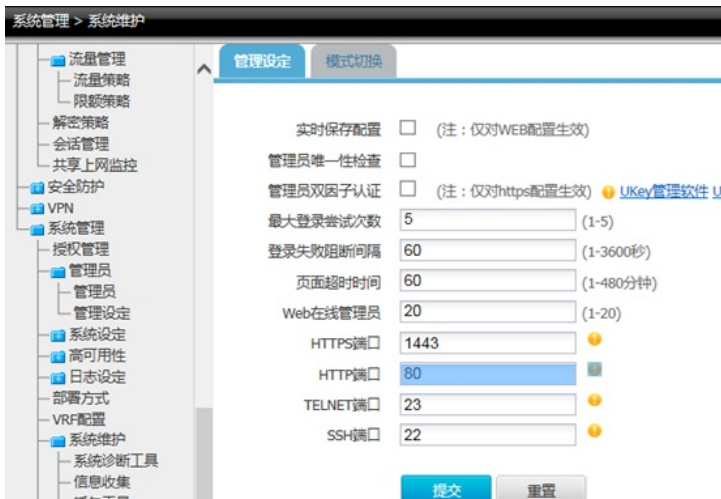 系统管理 > 系统维护
流量管理
流量策略
限额策略
解密策略
会话管理
共享上网监控
安全防护
VPN
系统管理
授权管理
管理员
管理员
管理设定
系统设定
高可用性
日志设定
部署方式
VRF配置
系统维护
系统诊断工具
信息收集
管理设定 模式切换
实时保存配置 (注：仅对WEB配置生效)
管理员唯一性检查
管理员双因子认证 (注：仅对https配置生效) UKey管理软件 U
最大登录尝试次数 5 (1-5)
登录失败阻断间隔 60 (1-3600秒)
页面超时时间 60 (1-480分钟)
Web在线管理员 20 (1-20)
HTTPS端口 1443
HTTP端口 80
TELNET端口 23
SSH端口 22
提交 重置